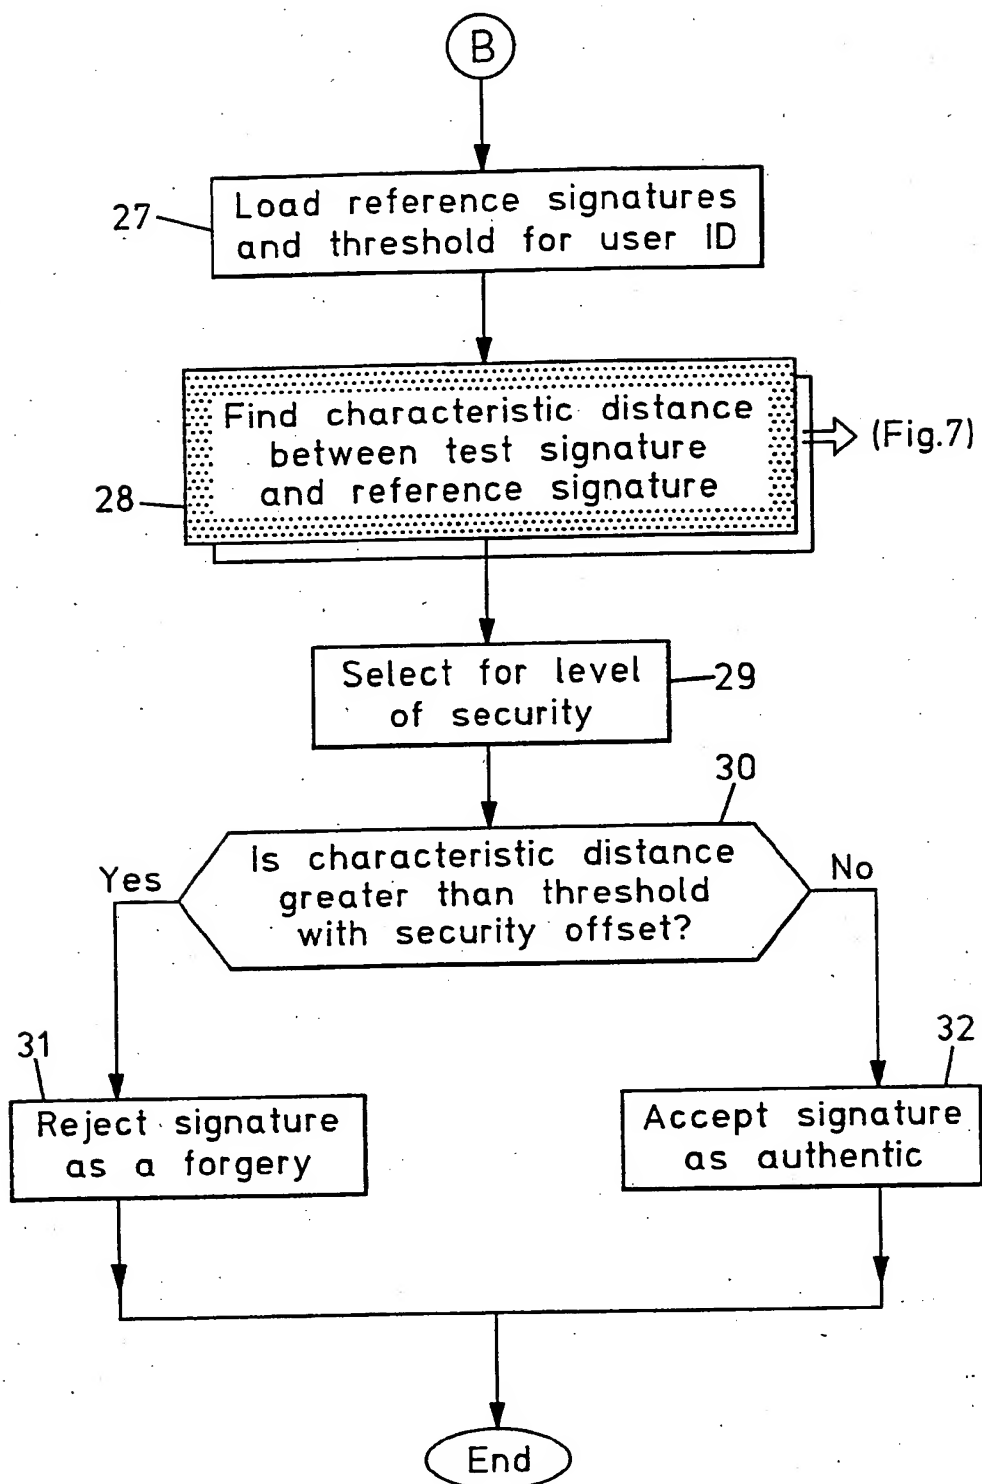 B
27
Load reference signatures
and threshold for user ID
Find characteristic distance
between test signature
and reference signature
(Fig.7)
28
Select for level
of security
29
30
Is characteristic distance
greater than threshold
with security offset?
Yes
No
31
Reject signature
as a forgery
32
Accept signature
as authentic
End